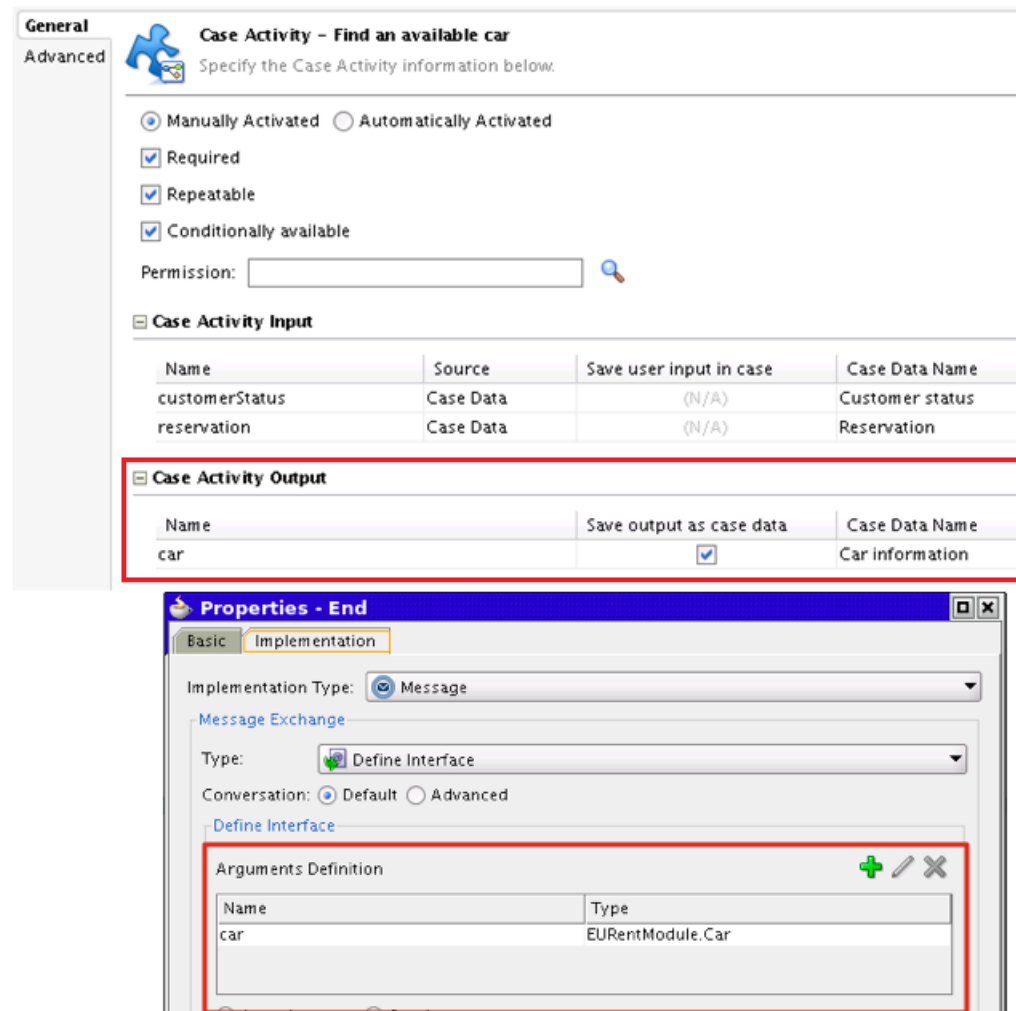 General
Advanced
Case Activity - Find an available car
Specify the Case Activity information below.
Manually Activated Automatically Activated
Required
Repeatable
Conditionally available
Permission:
Case Activity Input
Name Source Save user input in case Case Data Name
customerStatus Case Data (N/A) Customer status
reservation Case Data (N/A) Reservation
Case Activity Output
Name Save output as case data Case Data Name
car Car information
Properties - End
Basic Implementation
Implementation Type: Message
Message Exchange
Type: Define Interface
Conversation: Default Advanced
Define Interface
Arguments Definition
Name Type
car EURentModule.Car